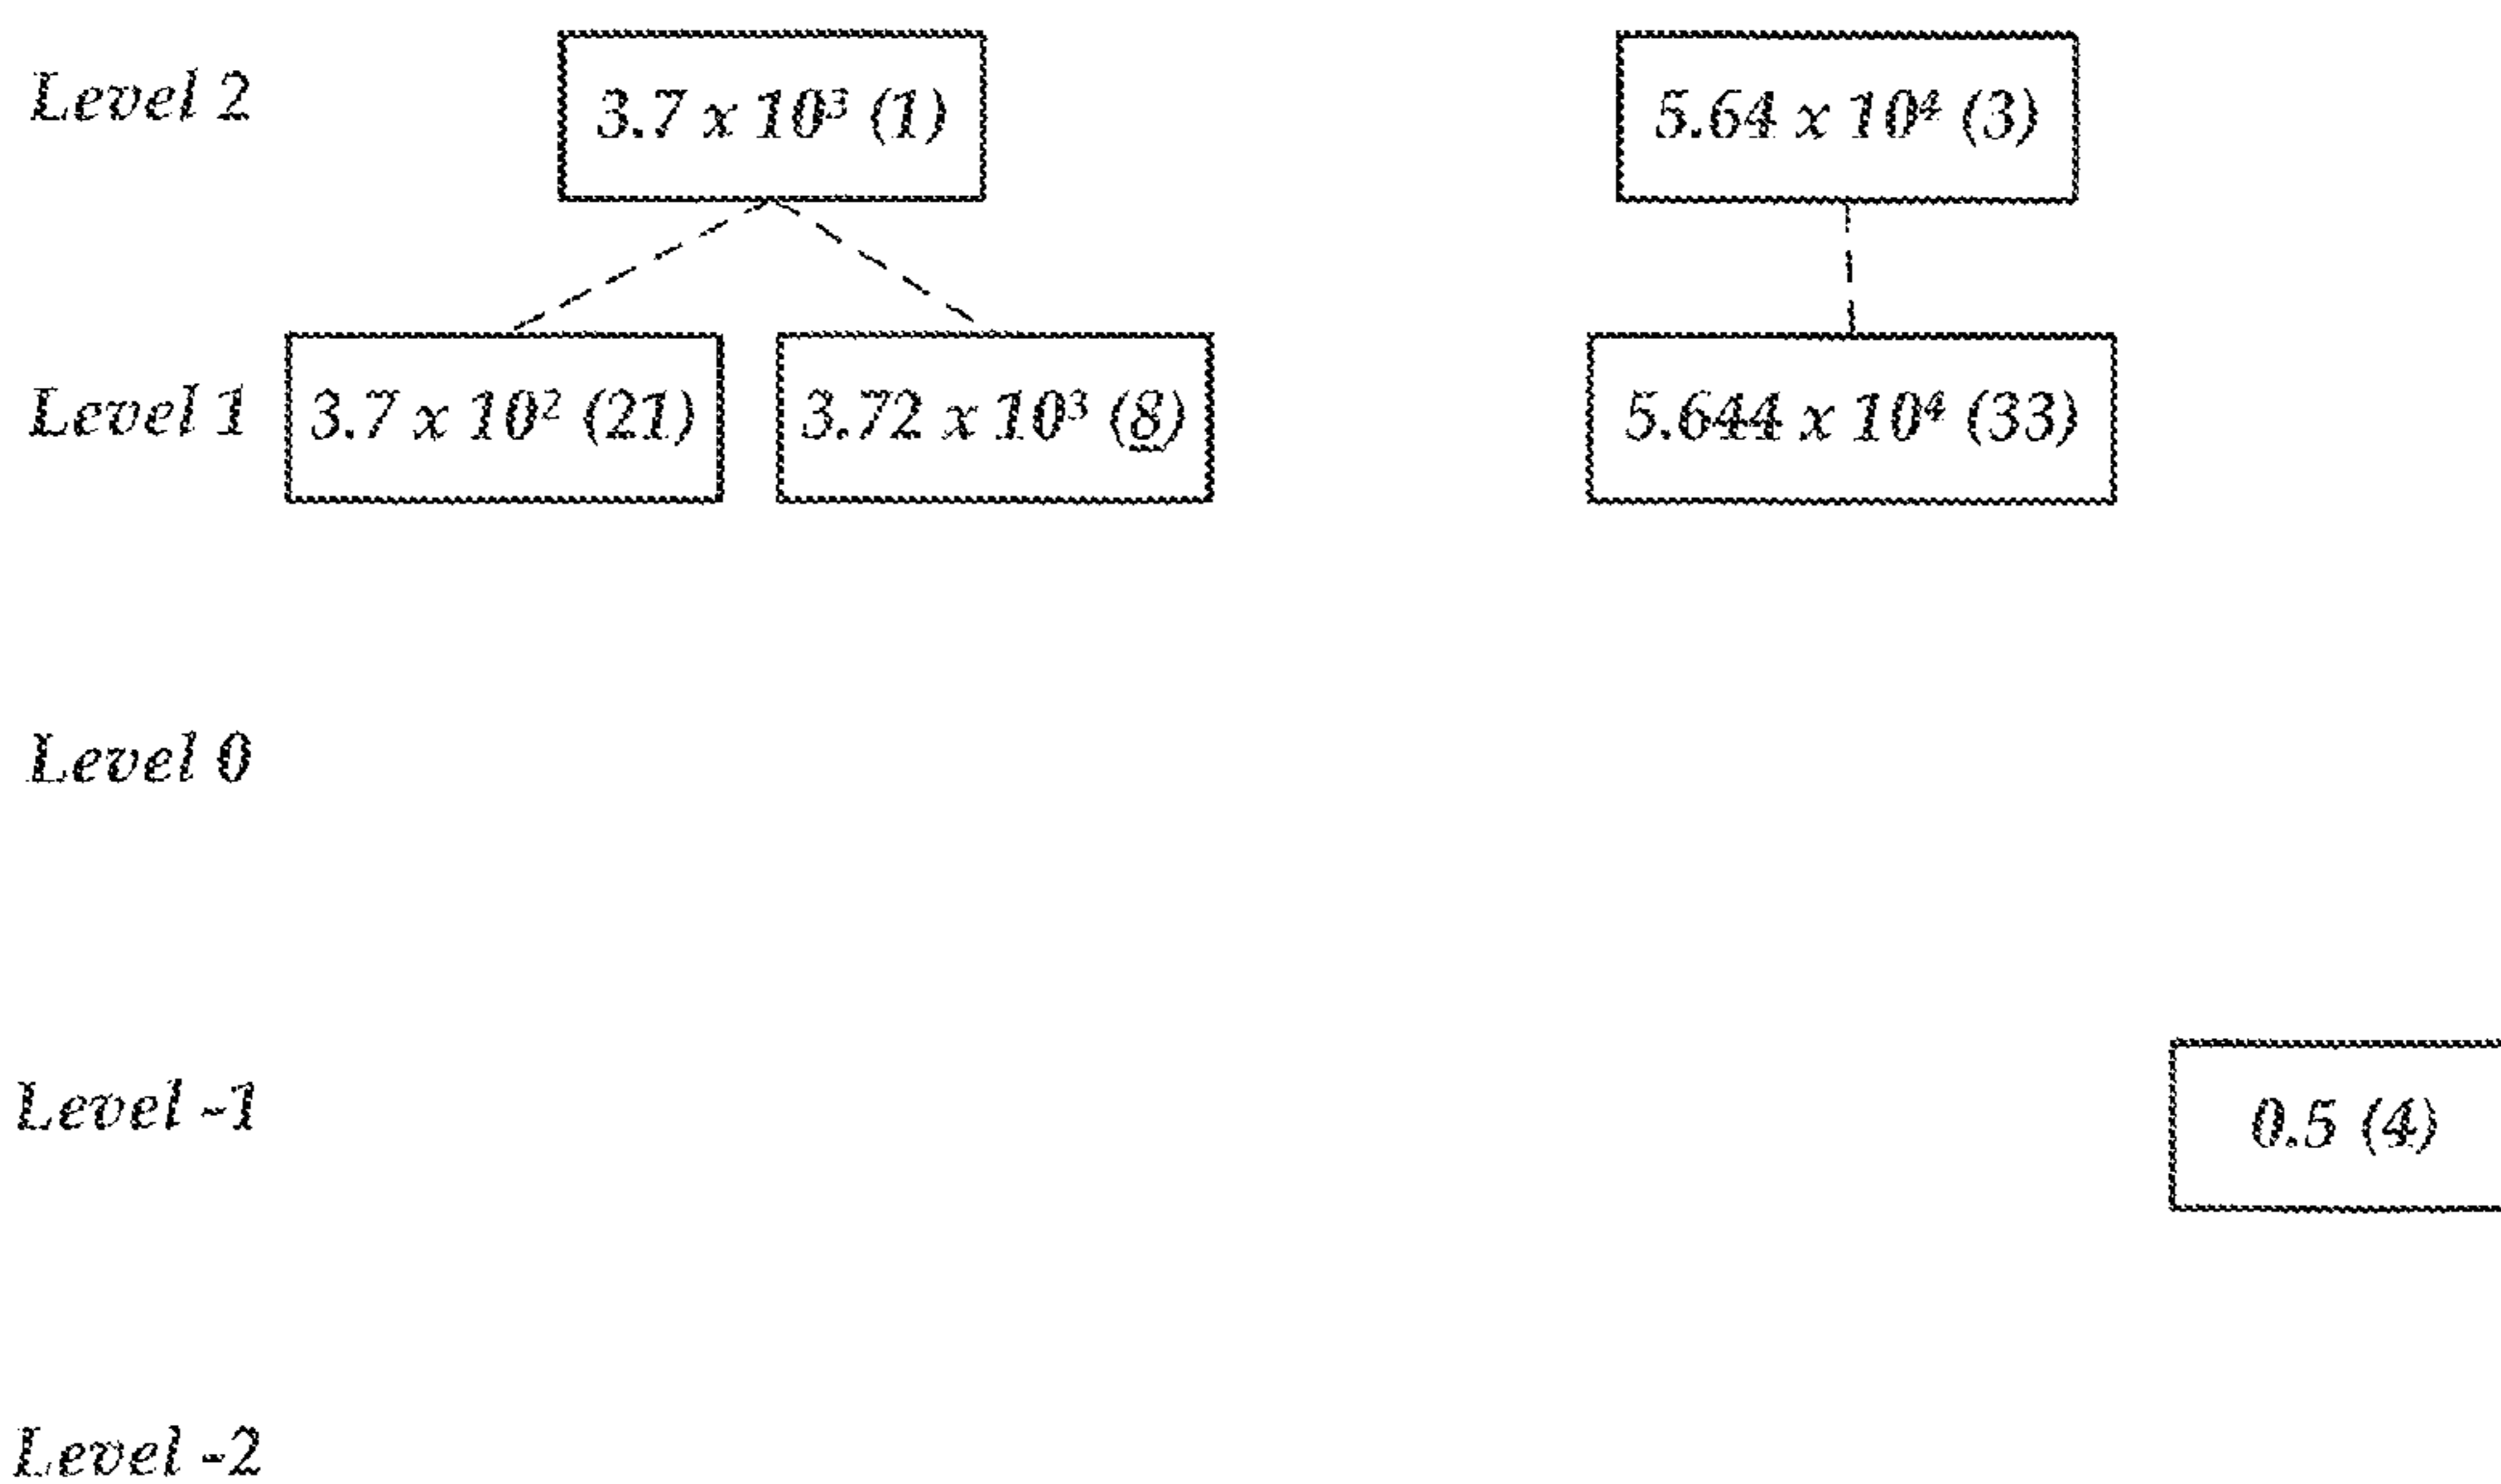 Level 2
3.7 x 10³ (1)
5.64 x 10⁴ (3)
Level 1
3.7 x 10² (21)
3.72 x 10³ (8)
5.644 x 10⁴ (33)
Level 0
Level -1
0.5 (4)
Level -2